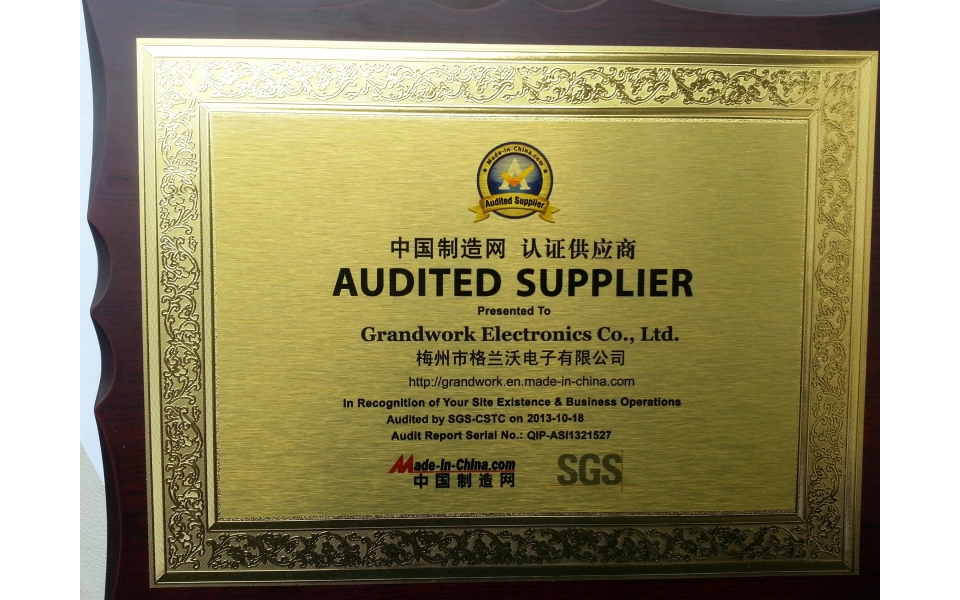 ★ Made-in-China.com ★
Audited Supplier
中国制造网 认证供应商
AUDITED SUPPLIER
Presented To
Grandwork Electronics Co., Ltd.
梅州市格兰沃电子有限公司
http://grandwork.en.made-in-china.com
In Recognition of Your Site Existence & Business Operations
Audited by SGS-CSTC on 2013-10-18
Audit Report Serial No.: QIP-ASI1321527
Made-in-China.com
中国制造网
SGS